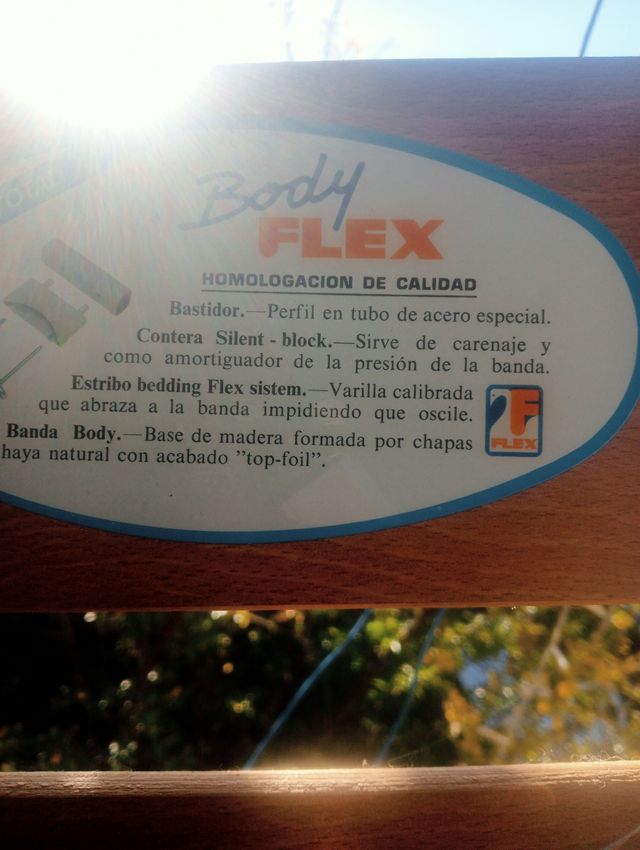 TOTAL
Body
FLEX
HOMOLOGACION DE CALIDAD
Bastidor.—Perfil en tubo de acero especial.
Contera Silent - block.—Sirve de carenaje y
como amortiguador de la presión de la banda.
Estribo bedding Flex sistem.—Varilla calibrada
que abraza a la banda impidiendo que oscile.
Banda Body.—Base de madera formada por chapas
haya natural con acabado "top-foil".
F
FLEX